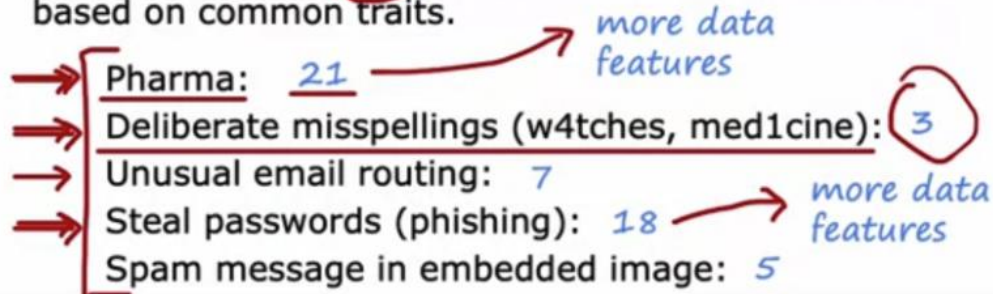 based on common traits.
more data
features
Pharma: 21
Deliberate misspellings (w4tches, med1cine): 3
Unusual email routing: 7
more data
features
Steal passwords (phishing): 18
Spam message in embedded image: 5